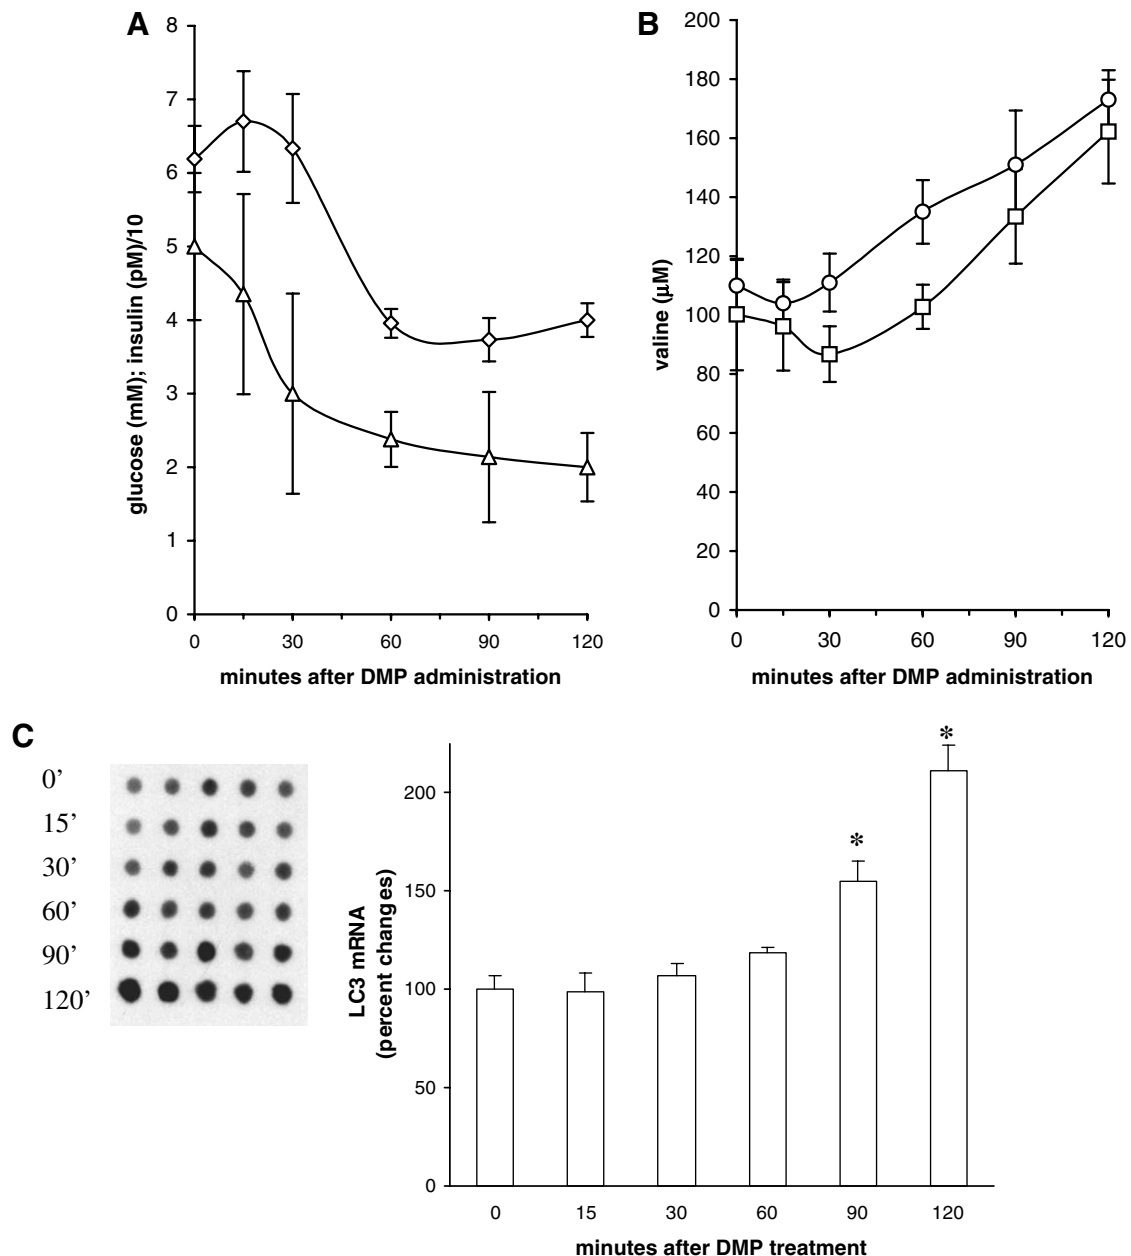 A
8
7
6
5
4
3
2
1
0
glucose (mM); insulin (pM)/10
0 30 60 90 120
minutes after DMP administration
B
200
180
160
140
120
100
80
60
40
20
0
valine (µM)
0 30 60 90 120
minutes after DMP administration
C
0’
15’
30’
60’
90’
120’
LC3 mRNA
(percent changes)
200
150
100
50
0
*
*
0 15 30 60 90 120
minutes after DMP treatment